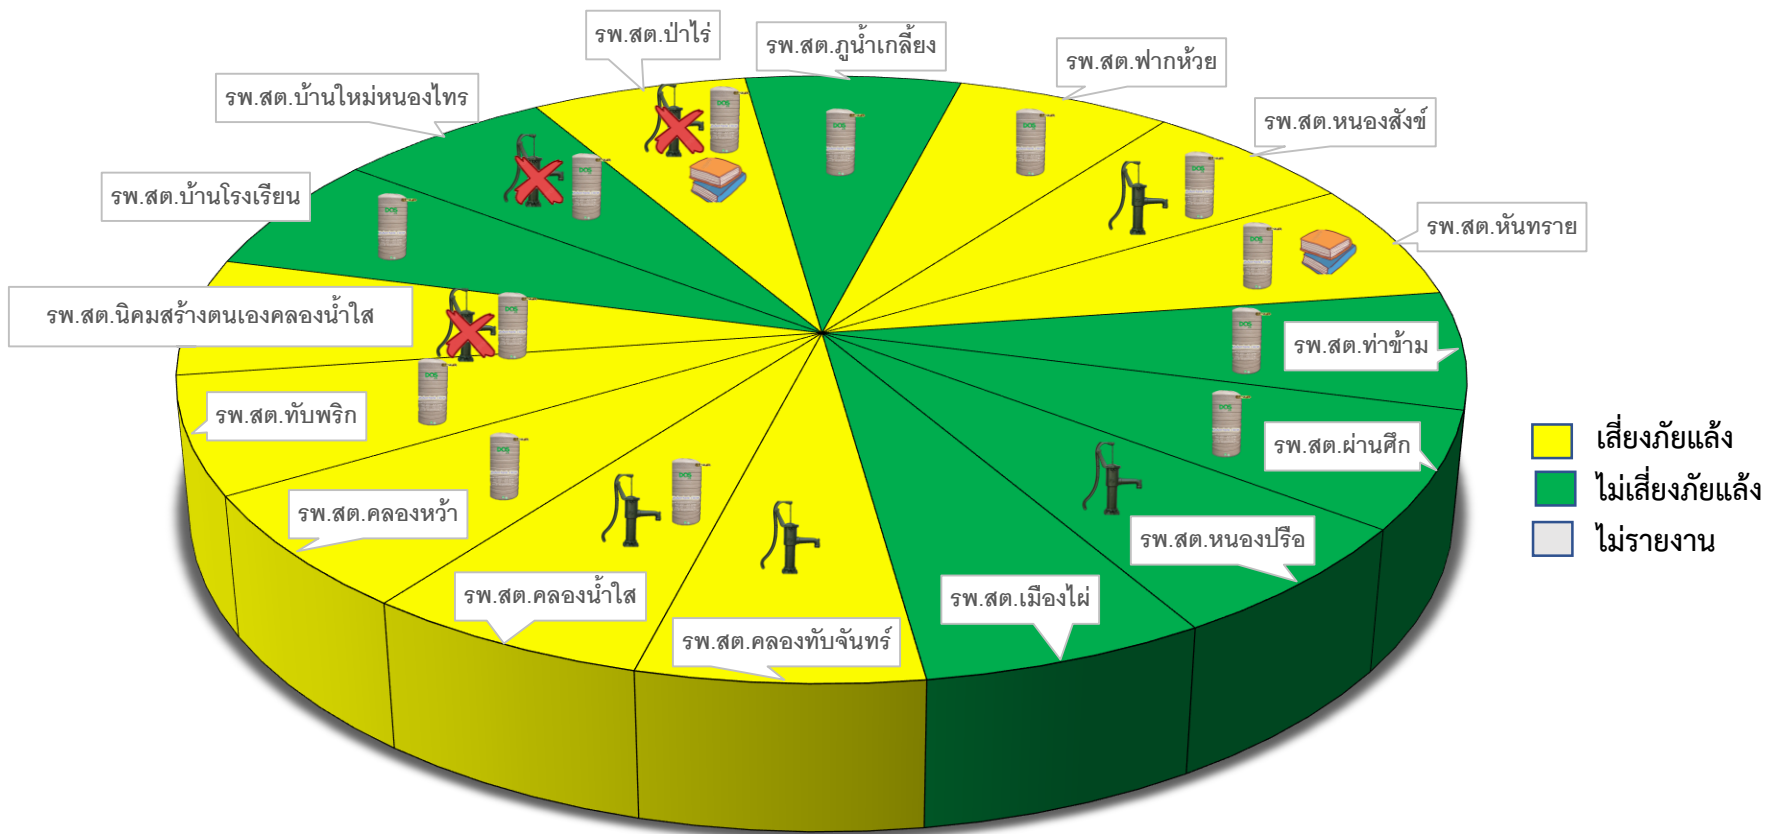 รพ.สต.ป่าไร่
รพ.สต.ภูน้ำเกลี้ยง
รพ.สต.ฟากห้วย
รพ.สต.บ้านใหม่หนองไทร
รพ.สต.หนองสังข์
รพ.สต.บ้านโรงเรียน
รพ.สต.หันทราย
รพ.สต.นิคมสร้างตนเองคลองน้ำใส
รพ.สต.ท่าข้าม
รพ.สต.ทับพริก
รพ.สต.ผ่านศึก
รพ.สต.คลองหว้า
รพ.สต.หนองปรือ
รพ.สต.คลองน้ำใส
รพ.สต.เมืองไผ่
รพ.สต.คลองทับจันทร์
เสี่ยงภัยแล้ง
ไม่เสี่ยงภัยแล้ง
ไม่รายงาน